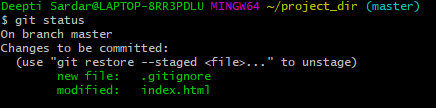 Deepti Sardar@LAPTOP-8RR3PDLU MINGW64 ~/project_dir (master)
$ git status
On branch master
Changes to be committed:
  (use "git restore --staged <file>..." to unstage)
        new file:   .gitignore
        modified:   index.html